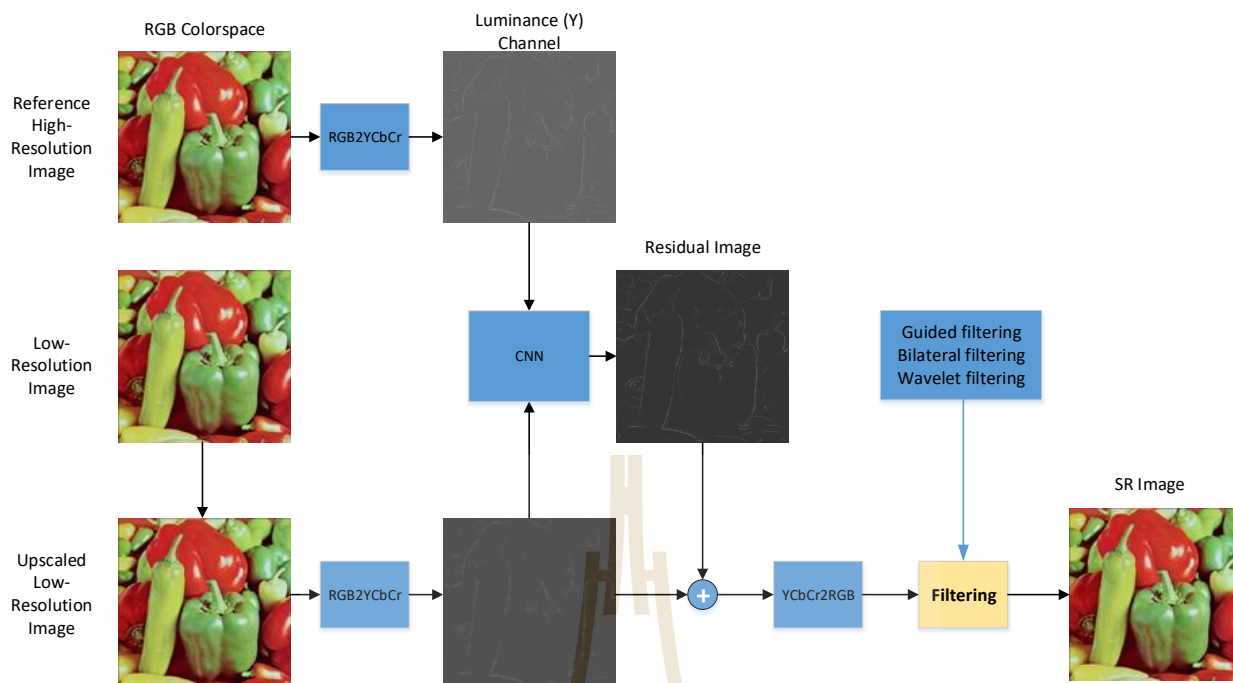 RGB Colorspace
Luminance (Y)
Channel
Reference
High-
Resolution
Image
RGB2YCbCr
Residual Image
Low-
Resolution
Image
CNN
Guided filtering
Bilateral filtering
Wavelet filtering
SR Image
Upscaled
Low-
Resolution
Image
RGB2YCbCr
+
YCbCr2RGB
Filtering